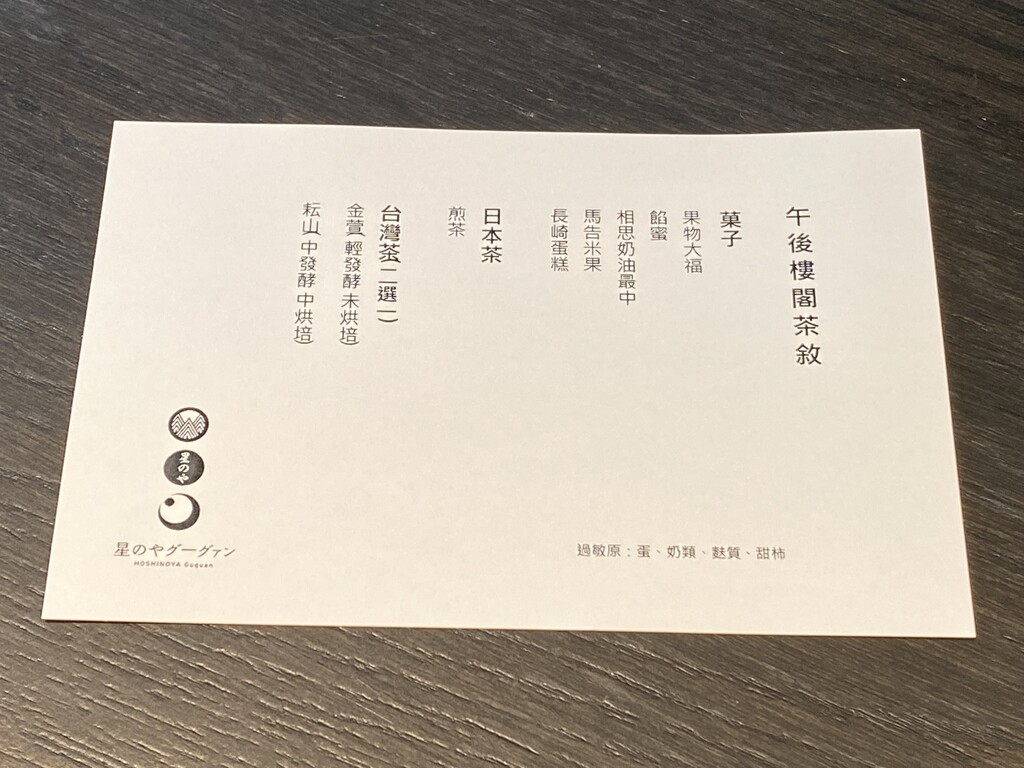 午後樓閣茶敘
菓子
果物大福
餡蜜
相思奶油最中
馬告米果
長崎蛋糕
日本茶
煎茶
台灣茶(二選一)
金萱(輕發酵 未烘培)
耘山(中發酵 中烘培)
星のや
星のやグーグァン
HOSHINOYA Guguan
過敏原：蛋、奶類、麩質、甜柿